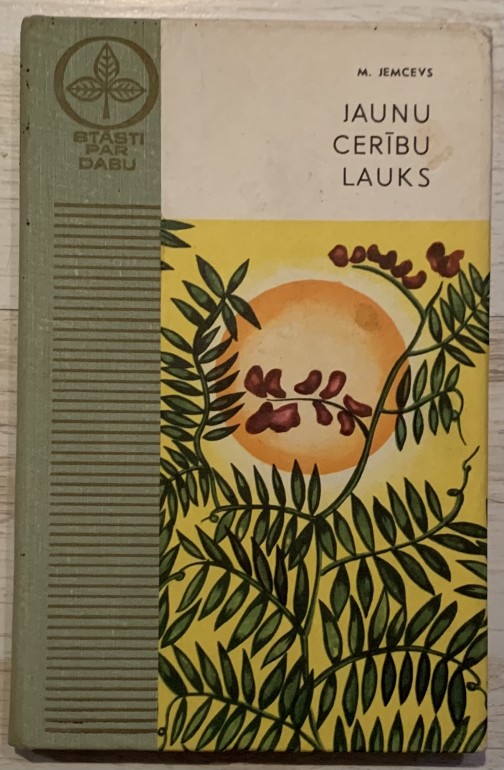 STĀSTI
PAR
DABU
M. JEMCEVS
JAUNU
CERĪBU
LAUKS